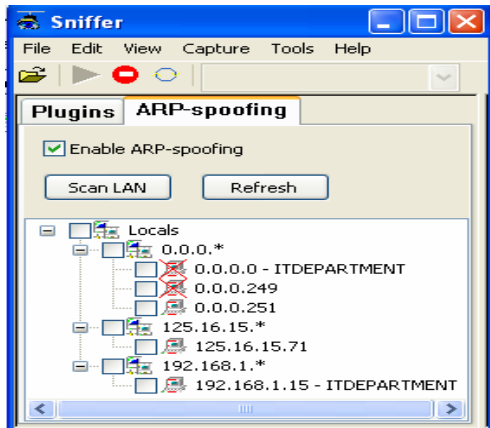 Sniffer
File Edit View Capture Tools Help
Plugins ARP-spoofing
Enable ARP-spoofing
Scan LAN Refresh
Locals
0.0.0.*
0.0.0.0 - ITDEPARTMENT
0.0.0.249
0.0.0.251
125.16.15.*
125.16.15.71
192.168.1.*
192.168.1.15 - ITDEPARTMENT